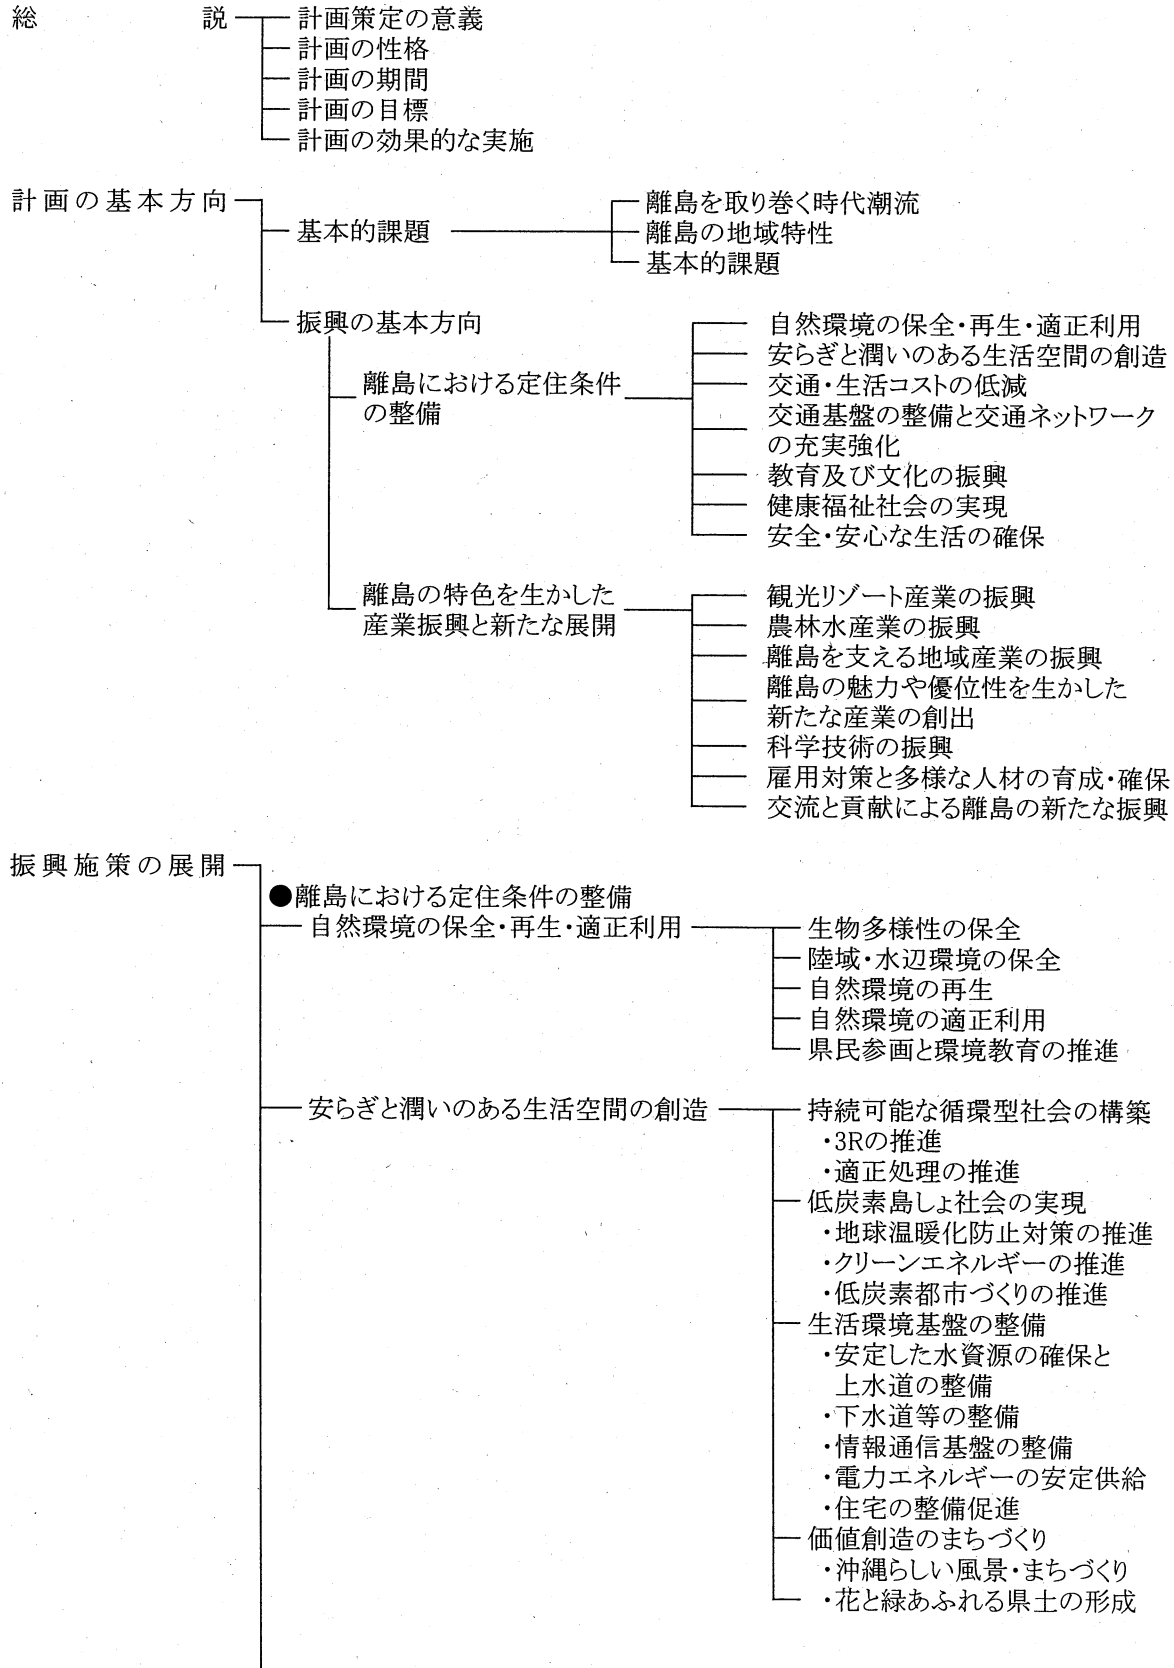 総説
計画策定の意義
計画の性格
計画の期間
計画の目標
計画の効果的な実施
計画の基本方向
基本的課題
離島を取り巻く時代潮流
離島の地域特性
基本的課題
振興の基本方向
離島における定住条件
の整備
自然環境の保全・再生・適正利用
安らぎと潤いのある生活空間の創造
交通・生活コストの低減
交通基盤の整備と交通ネットワーク
の充実強化
教育及び文化の振興
健康福祉社会の実現
安全・安心な生活の確保
離島の特色を生かした
産業振興と新たな展開
観光リゾート産業の振興
農林水産業の振興
離島を支える地域産業の振興
離島の魅力や優位性を生かした
新たな産業の創出
科学技術の振興
雇用対策と多様な人材の育成・確保
交流と貢献による離島の新たな振興
振興施策の展開
●離島における定住条件の整備
自然環境の保全・再生・適正利用
生物多様性の保全
陸域・水辺環境の保全
自然環境の再生
自然環境の適正利用
県民参画と環境教育の推進
安らぎと潤いのある生活空間の創造
持続可能な循環型社会の構築
・3Rの推進
・適正処理の推進
低炭素島しょ社会の実現
・地球温暖化防止対策の推進
・クリーンエネルギーの推進
・低炭素都市づくりの推進
生活環境基盤の整備
・安定した水資源の確保と
上水道の整備
・下水道等の整備
・情報通信基盤の整備
・電力エネルギーの安定供給
・住宅の整備促進
価値創造のまちづくり
・沖縄らしい風景・まちづくり
・花と緑あふれる県土の形成